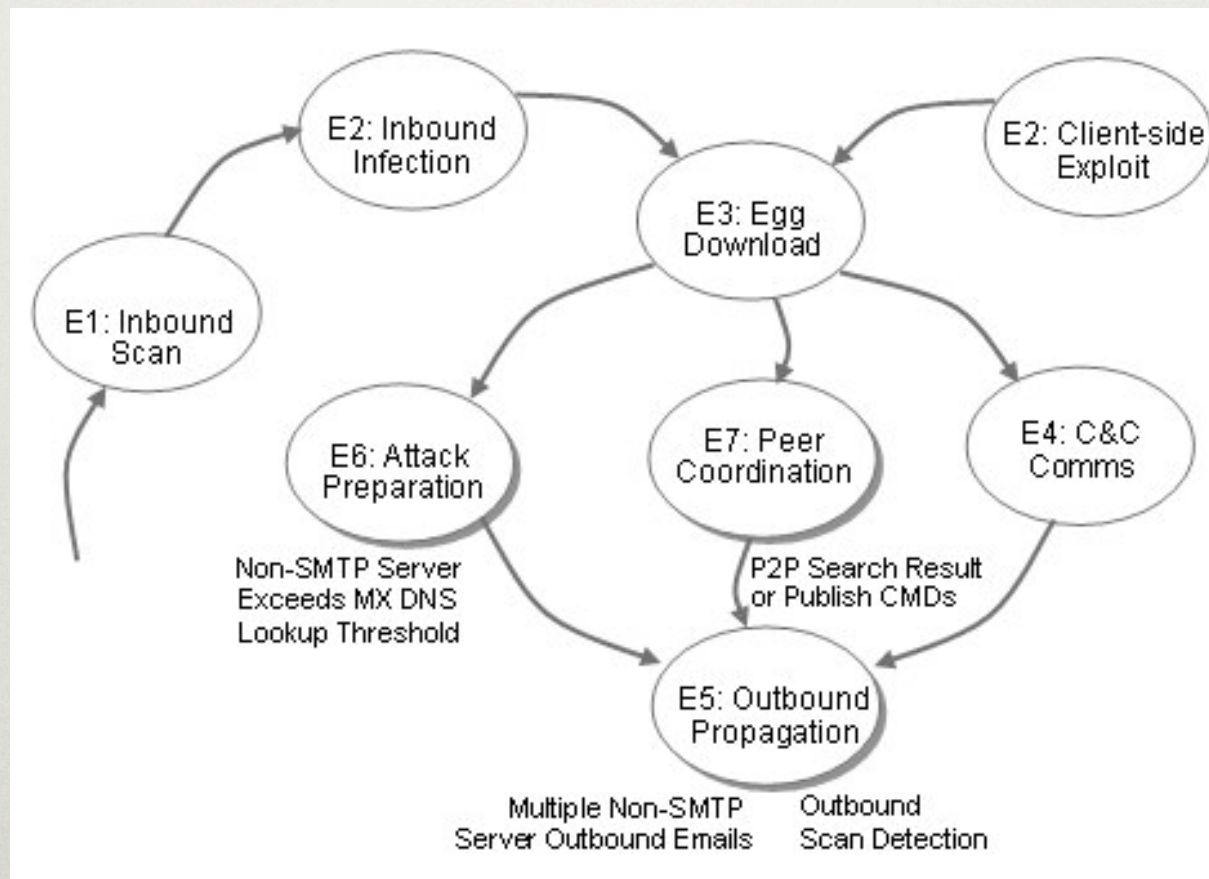 E2: Inbound
Infection
E2: Client-side
Exploit
E3: Egg
Download
E1: Inbound
Scan
E6: Attack
Preparation
E7: Peer
Coordination
E4: C&C
Comms
Non-SMTP Server
Exceeds MX DNS
Lookup Threshold
P2P Search Result
or Publish CMDs
E5: Outbound
Propagation
Multiple Non-SMTP
Server Outbound Emails
Outbound
Scan Detection